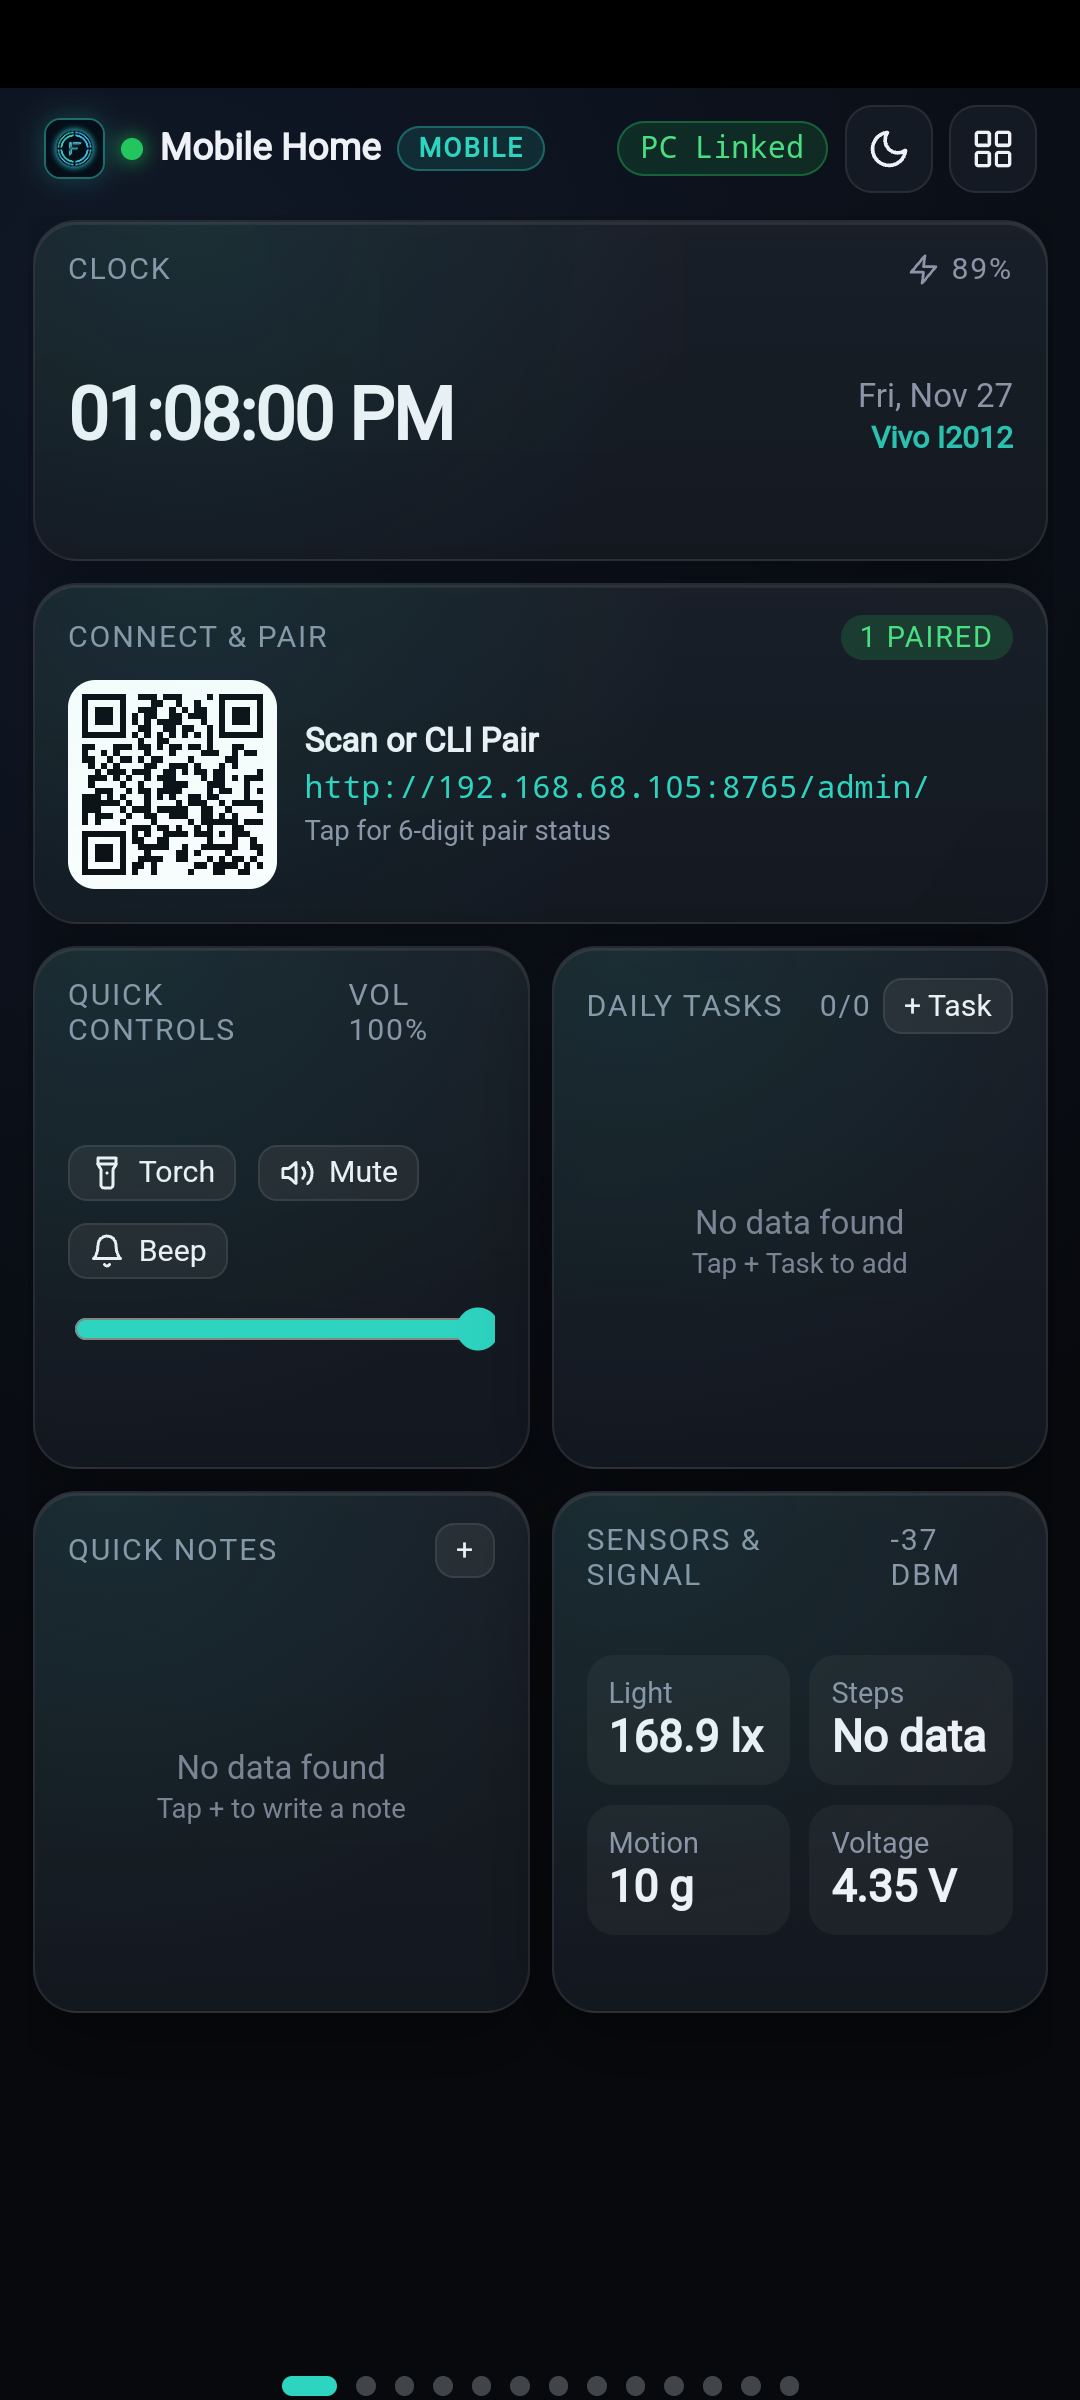 Mobile Home MOBILE PC Linked
CLOCK 89%
01:08:00 PM
Fri, Nov 27
Vivo I2012
CONNECT & PAIR 1 PAIRED
Scan or CLI Pair
http://192.168.68.105:8765/admin/
Tap for 6-digit pair status
QUICK CONTROLS
VOL 100%
Torch Mute
Beep
DAILY TASKS 0/0 + Task
No data found
Tap + Task to add
QUICK NOTES +
No data found
Tap + to write a note
SENSORS & SIGNAL
-37 DBM
Light
168.9 lx
Steps
No data
Motion
10 g
Voltage
4.35 V